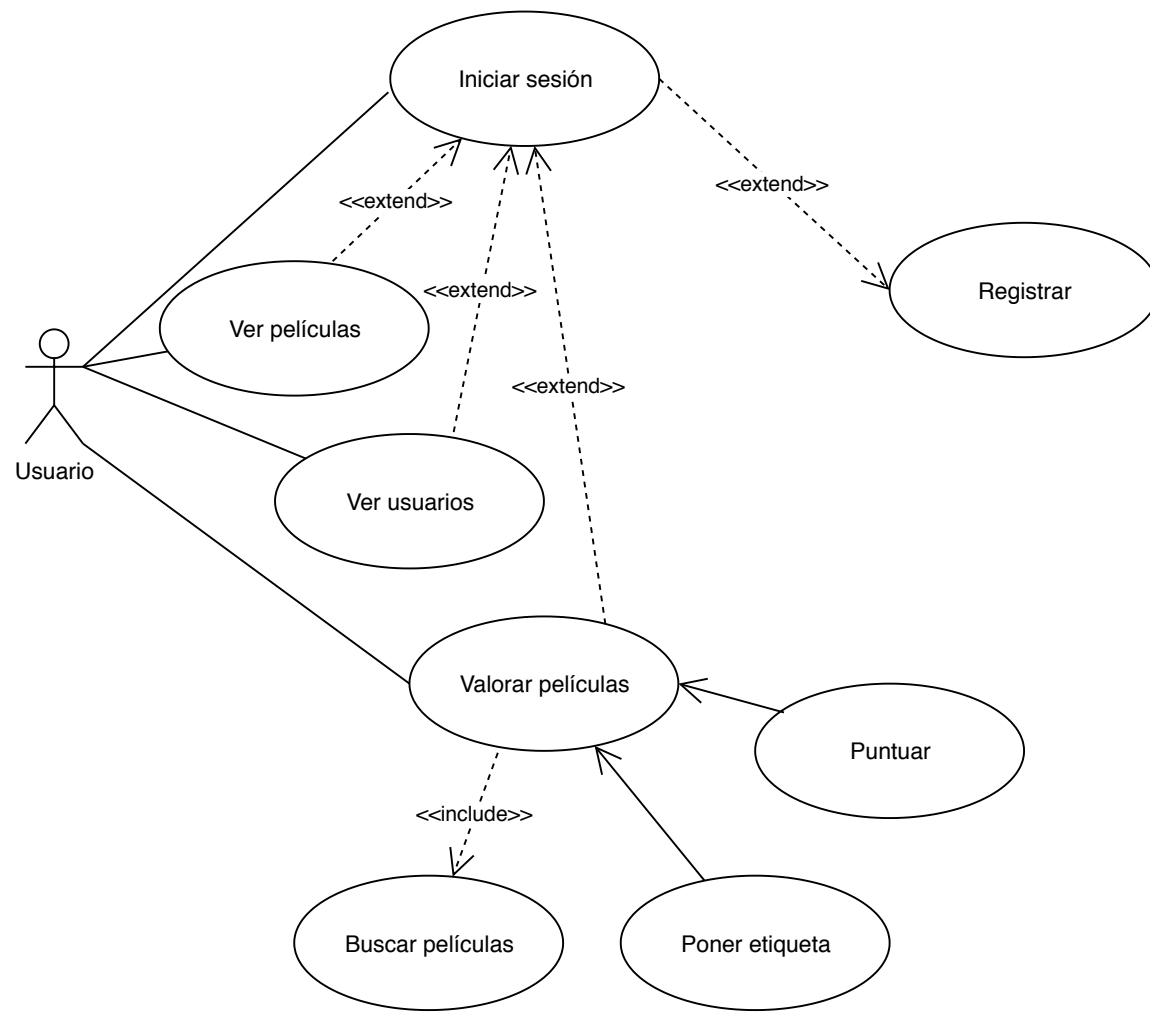 Iniciar sesión
<<extend>>
<<extend>>
Registrar
<<extend>>
Ver películas
<<extend>>
Usuario
Ver usuarios
Valorar películas
Puntuar
<<include>>
Buscar películas
Poner etiqueta